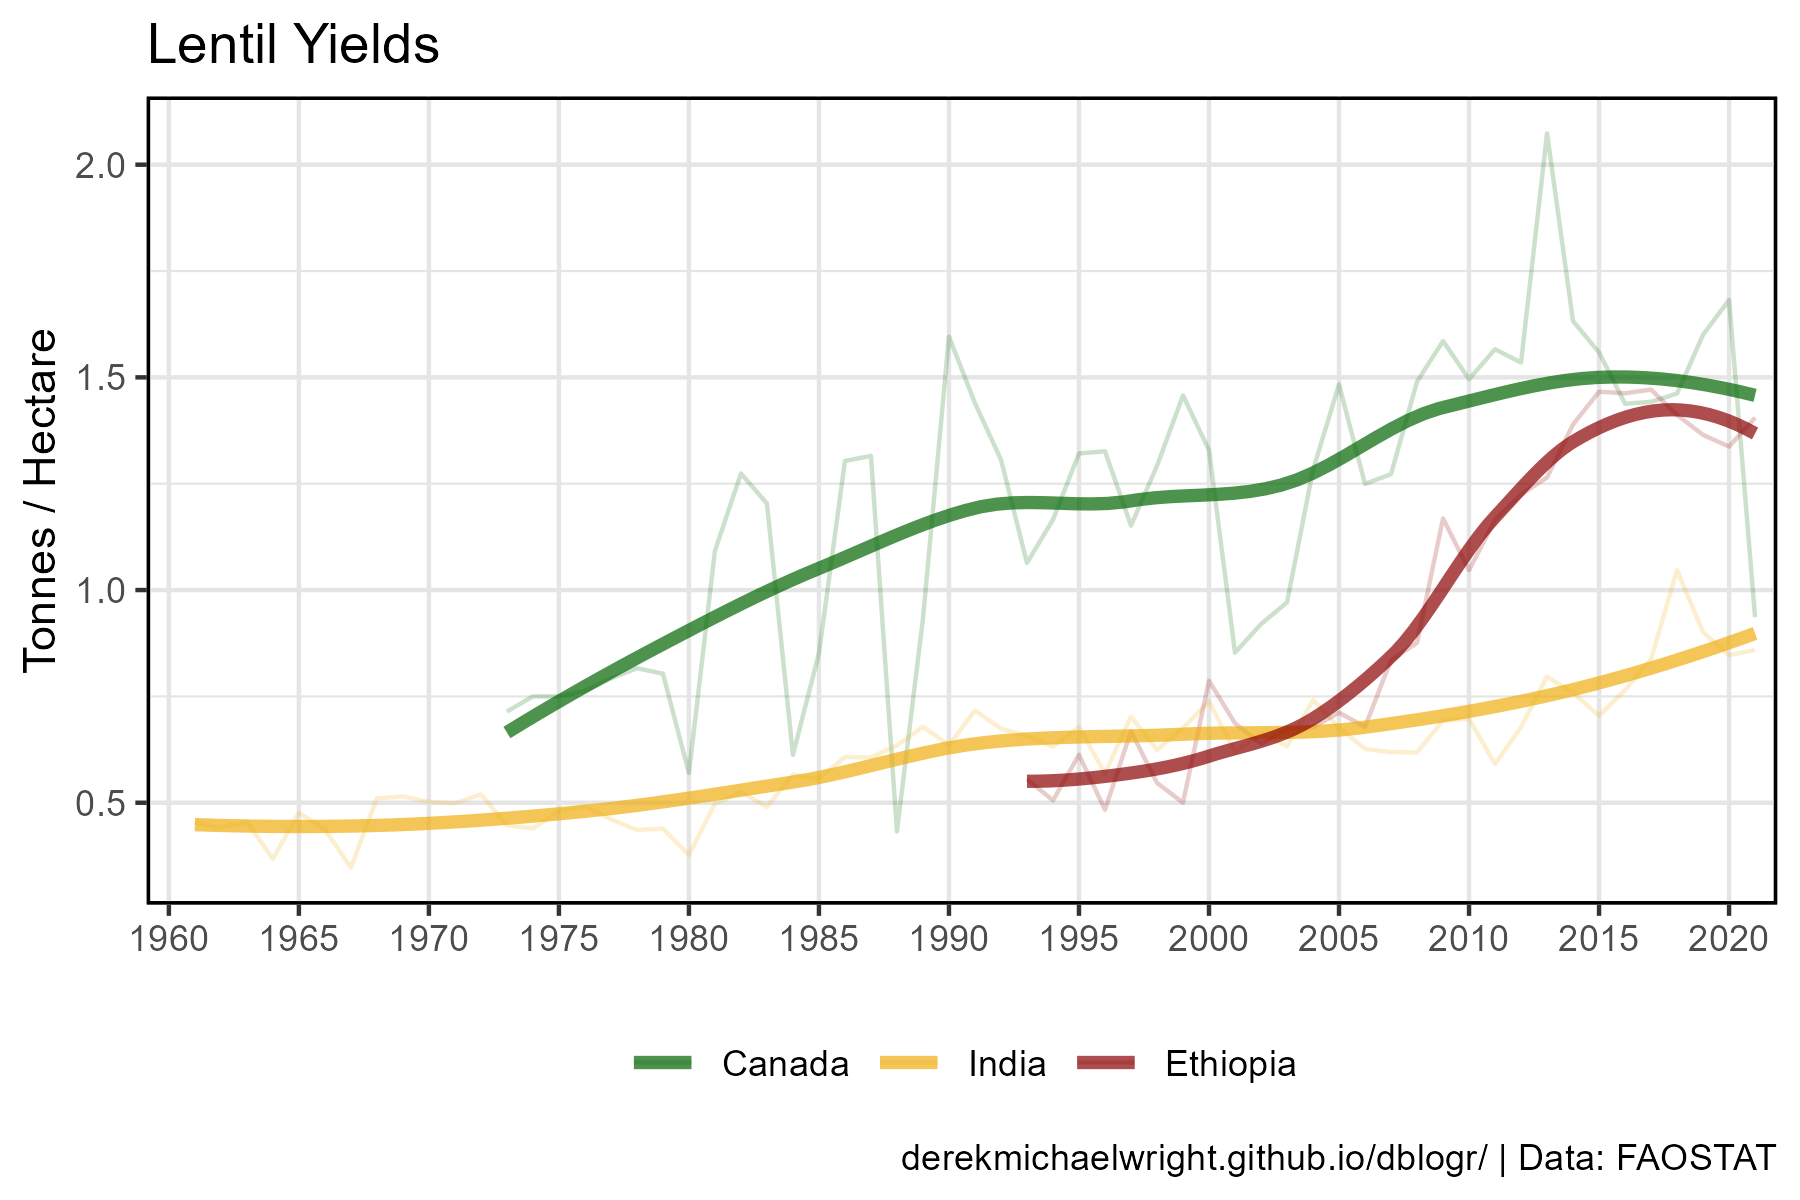 Lentil Yields
Tonnes / Hectare
2.0
1.5
1.0
0.5
1960 1965 1970 1975 1980 1985 1990 1995 2000 2005 2010 2015 2020
Canada India Ethiopia
derekmichaelwright.github.io/dblogr/ | Data: FAOSTAT